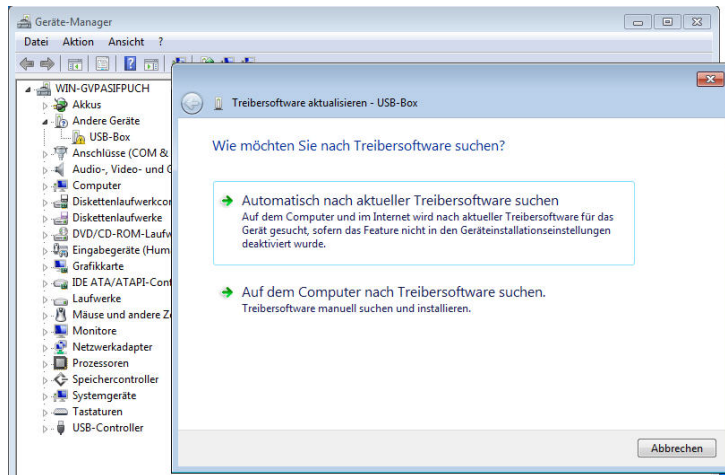 Geräte-Manager
Datei Aktion Ansicht ?
WIN-GVPASIFPUCH
Akkus
Andere Geräte
USB-Box
Anschlüsse (COM &
Audio-, Video- und G
Computer
Diskettenlaufwerkcon
Diskettenlaufwerke
DVD/CD-ROM-Laufw
Eingabegeräte (Hum
Grafikkarte
IDE ATA/ATAPI-Cont
Laufwerke
Mäuse und andere Ze
Monitore
Netzwerkadapter
Prozessoren
Speichercontroller
Systemgeräte
Tastaturen
USB-Controller
Treibersoftware aktualisieren - USB-Box
Wie möchten Sie nach Treibersoftware suchen?
Automatisch nach aktueller Treibersoftware suchen
Auf dem Computer und im Internet wird nach aktueller Treibersoftware für das
Gerät gesucht, sofern das Feature nicht in den Geräteinstallationseinstellungen
deaktiviert wurde.
Auf dem Computer nach Treibersoftware suchen.
Treibersoftware manuell suchen und installieren.
Abbrechen